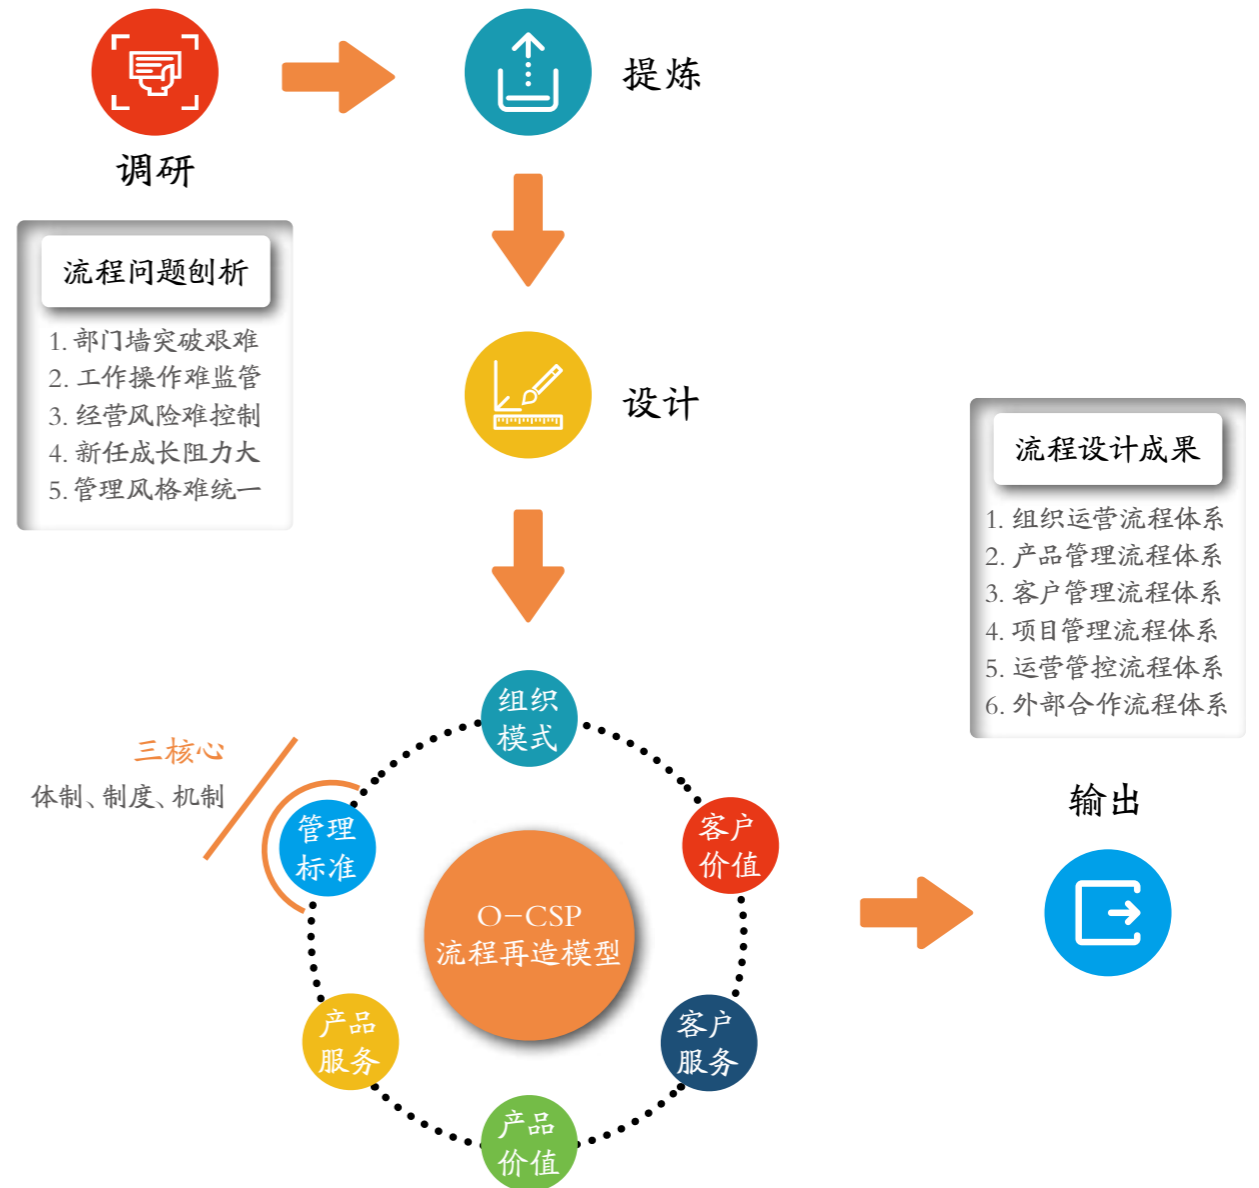 调研
提炼
流程问题刨析
1. 部门墙突破艰难
2. 工作操作难监管
3. 经营风险难控制
4. 新任成长阻力大
5. 管理风格难统一
设计
流程设计成果
1. 组织运营流程体系
2. 产品管理流程体系
3. 客户管理流程体系
4. 项目管理流程体系
5. 运营管控流程体系
6. 外部合作流程体系
输出
三核心
体制、制度、机制
组织
模式
管理
标准
客户
价值
O-CSP
流程再造模型
产品
服务
客户
服务
产品
价值